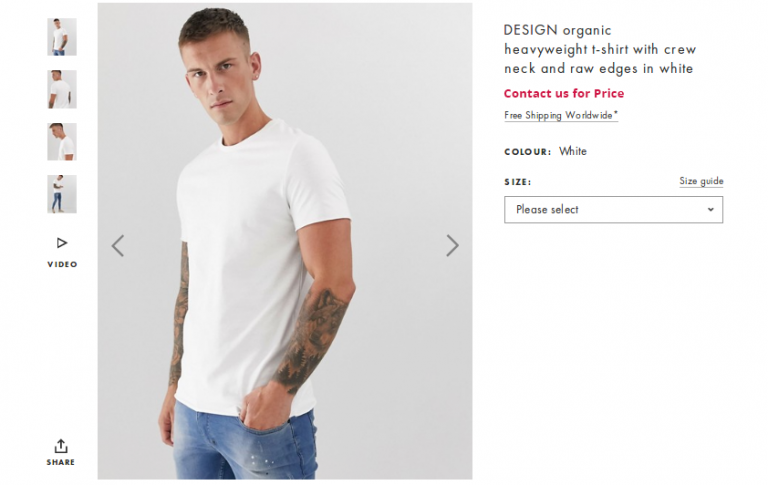 DESIGN organic
heavyweight t-shirt with crew
neck and raw edges in white
Contact us for Price
Free Shipping Worldwide*
COLOUR: White
SIZE:
Size guide
Please select
VIDEO
SHARE